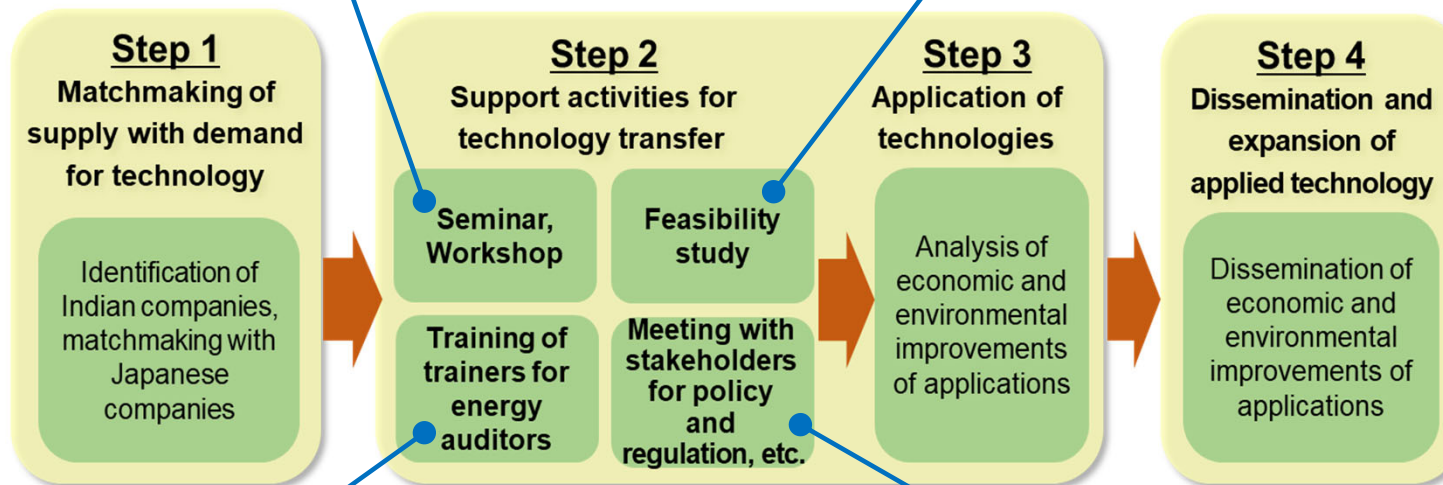 Step 1
Matchmaking of
supply with demand
for technology
Identification of
Indian companies,
matchmaking with
Japanese
companies
Step 2
Support activities for
technology transfer
Seminar,
Workshop
Feasibility
study
Training of
trainers for
energy
auditors
Meeting with
stakeholders
for policy
and
regulation, etc.
Step 3
Application of
technologies
Analysis of
economic and
environmental
improvements
of applications
Step 4
Dissemination and
expansion of
applied technology
Dissemination of
economic and
environmental
improvements of
applications